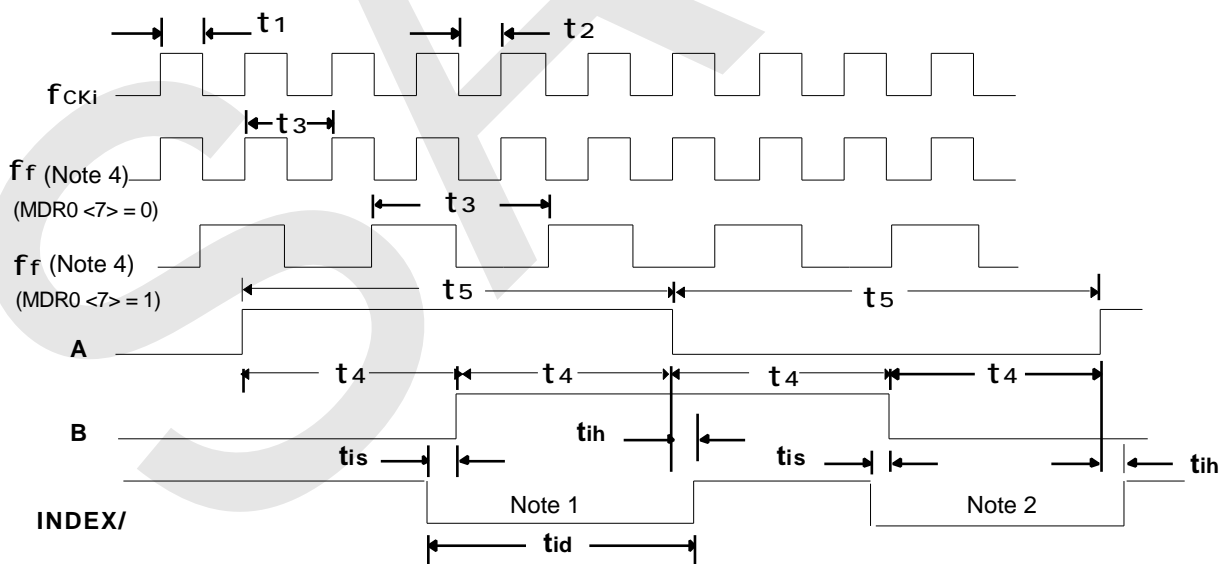 t1 t2
fCKi
t3
ff (Note 4)
(MDR0 <7> = 0)
t3
ff (Note 4)
(MDR0 <7> = 1)
t5 t5
A
t4 t4 t4 t4
B
tih
tis tis tih
Note 1 Note 2
INDEX/
tid